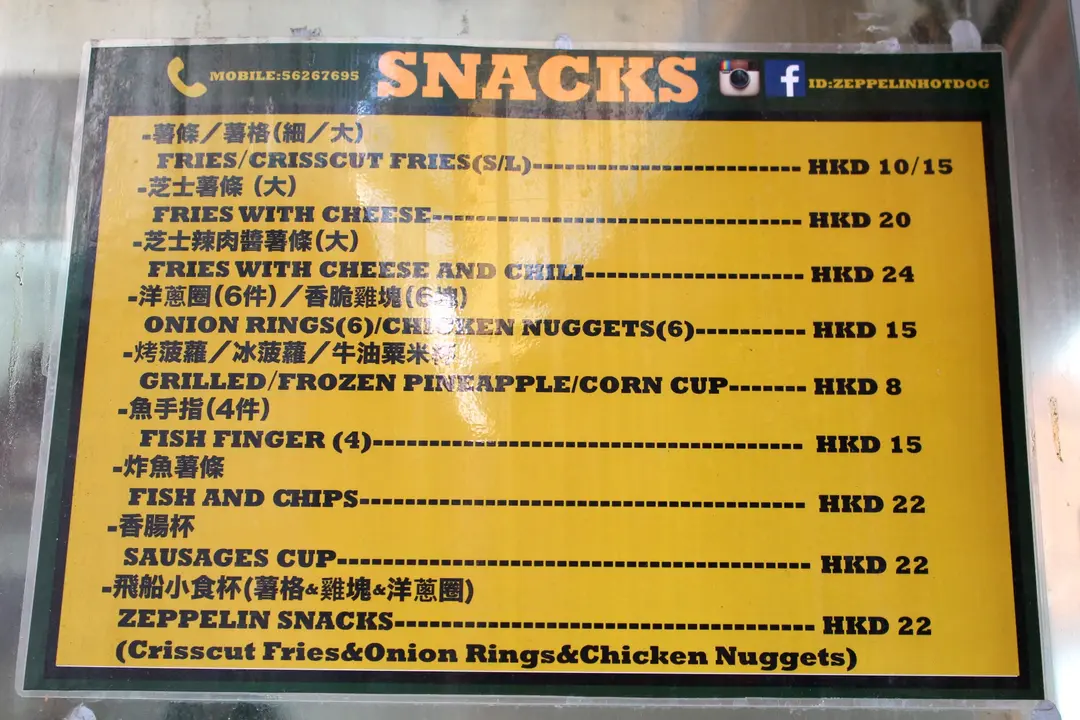 MOBILE:56267695 SNACKS ID:ZEPPELINHOTDOG
-薯條／薯格(細／大)
FRIES/CRISSCUT FRIES(S/L)---------------------------- HKD 10/15
-芝士薯條 (大)
FRIES WITH CHEESE--------------------------------------- HKD 20
-芝士辣肉醬薯條(大)
FRIES WITH CHEESE AND CHILI----------------------- HKD 24
-洋蔥圈(6件)／香脆雞塊(6塊)
ONION RINGS(6)/CHICKEN NUGGETS(6)----------- HKD 15
-烤菠蘿／冰菠蘿／牛油粟米杯
GRILLED/FROZEN PINEAPPLE/CORN CUP------- HKD 8
-魚手指(4件)
FISH FINGER (4)--------------------------------------------- HKD 15
-炸魚薯條
FISH AND CHIPS---------------------------------------------- HKD 22
-香腸杯
SAUSAGES CUP------------------------------------------------ HKD 22
-飛船小食杯(薯格&雞塊&洋蔥圈)
ZEPPELIN SNACKS------------------------------------------ HKD 22
(Crisscut Fries&Onion Rings&Chicken Nuggets)